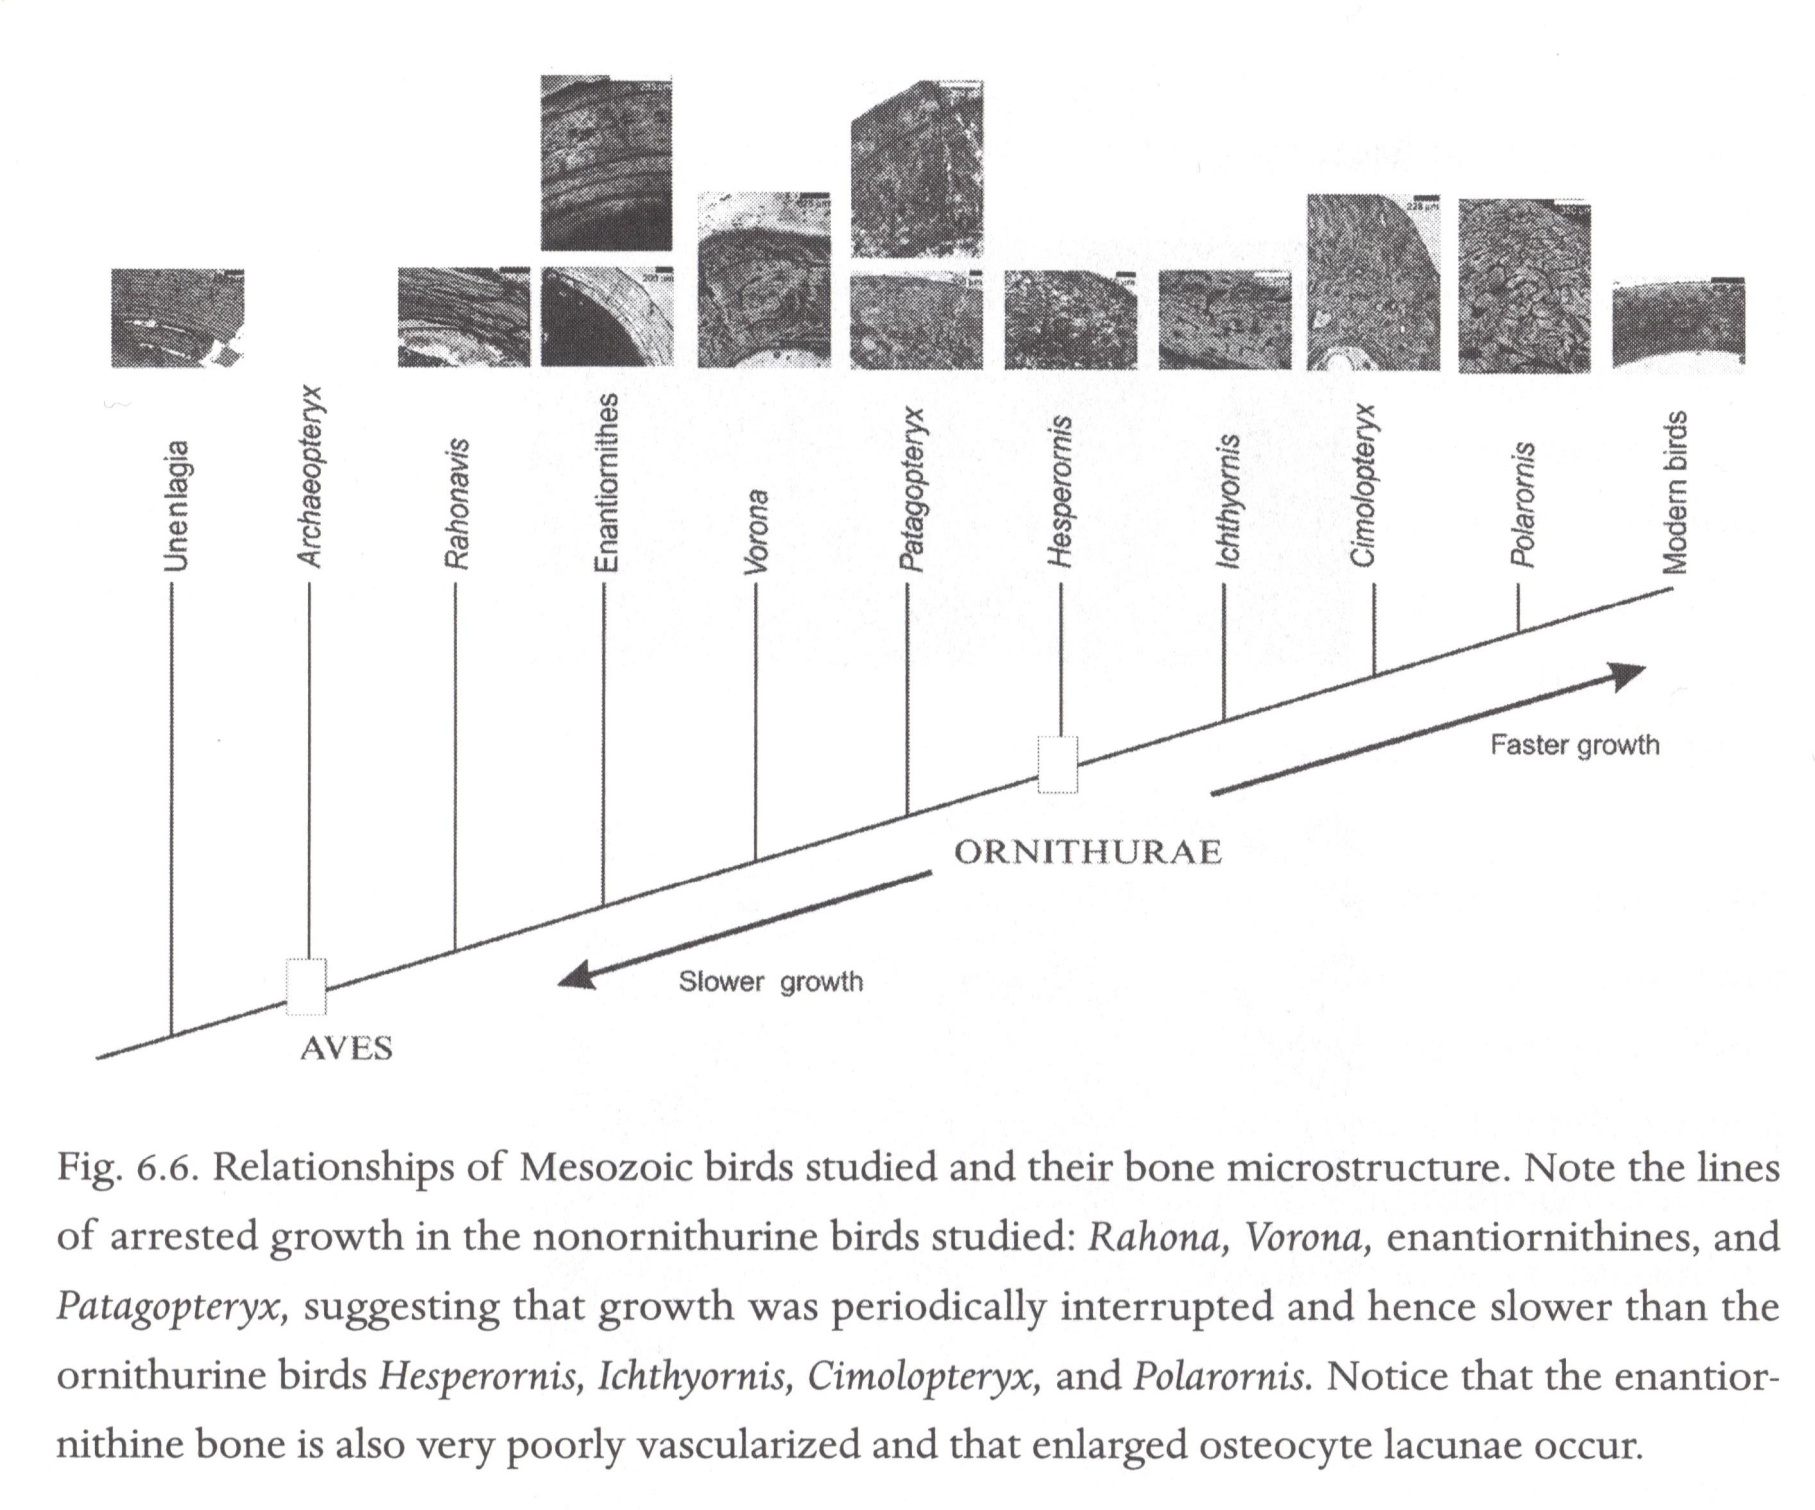 228 µm
Unenlagia
Archaeopteryx
Rahonavis
Enantiornithes
Vorona
Patagopteryx
Hesperornis
Ichthyornis
Cimolopteryx
Polarornis
Modern birds
Faster growth
ORNITHURAE
Slower growth
AVES
Fig. 6.6. Relationships of Mesozoic birds studied and their bone microstructure. Note the lines
of arrested growth in the nonornithurine birds studied: Rahona, Vorona, enantiornithines, and
Patagopteryx, suggesting that growth was periodically interrupted and hence slower than the
ornithurine birds Hesperornis, Ichthyornis, Cimolopteryx, and Polarornis. Notice that the enantior-
nithine bone is also very poorly vascularized and that enlarged osteocyte lacunae occur.